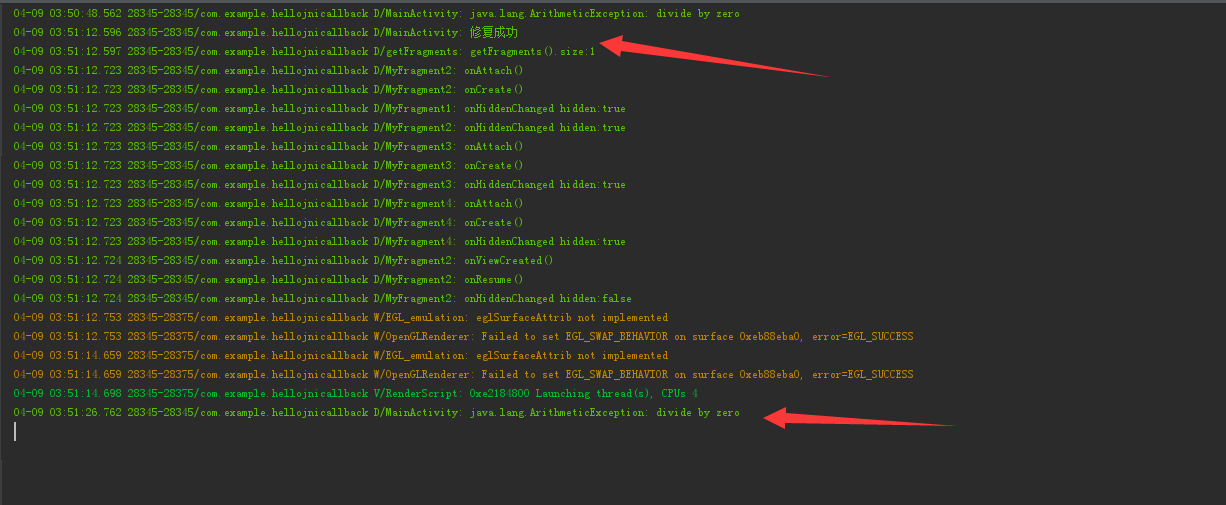 04-09 03:50:48.562 28345-28345/com.example.hellojnicallback D/MainActivity: java.lang.ArithmeticException: divide by zero
04-09 03:51:12.596 28345-28345/com.example.hellojnicallback D/MainActivity: 修复成功
04-09 03:51:12.597 28345-28345/com.example.hellojnicallback D/getFragments: getFragments().size:1
04-09 03:51:12.723 28345-28345/com.example.hellojnicallback D/MyFragment2: onAttach()
04-09 03:51:12.723 28345-28345/com.example.hellojnicallback D/MyFragment2: onCreate()
04-09 03:51:12.723 28345-28345/com.example.hellojnicallback D/MyFragment1: onHiddenChanged hidden:true
04-09 03:51:12.723 28345-28345/com.example.hellojnicallback D/MyFragment2: onHiddenChanged hidden:true
04-09 03:51:12.723 28345-28345/com.example.hellojnicallback D/MyFragment3: onAttach()
04-09 03:51:12.723 28345-28345/com.example.hellojnicallback D/MyFragment3: onCreate()
04-09 03:51:12.723 28345-28345/com.example.hellojnicallback D/MyFragment3: onHiddenChanged hidden:true
04-09 03:51:12.723 28345-28345/com.example.hellojnicallback D/MyFragment4: onAttach()
04-09 03:51:12.723 28345-28345/com.example.hellojnicallback D/MyFragment4: onCreate()
04-09 03:51:12.723 28345-28345/com.example.hellojnicallback D/MyFragment4: onHiddenChanged hidden:true
04-09 03:51:12.724 28345-28345/com.example.hellojnicallback D/MyFragment2: onViewCreated()
04-09 03:51:12.724 28345-28345/com.example.hellojnicallback D/MyFragment2: onResume()
04-09 03:51:12.724 28345-28345/com.example.hellojnicallback D/MyFragment2: onHiddenChanged hidden:false
04-09 03:51:12.753 28345-28375/com.example.hellojnicallback W/EGL_emulation: eglSurfaceAttrib not implemented
04-09 03:51:12.753 28345-28375/com.example.hellojnicallback W/OpenGLRenderer: Failed to set EGL_SWAP_BEHAVIOR on surface 0xeb88eba0, error=EGL_SUCCESS
04-09 03:51:14.659 28345-28375/com.example.hellojnicallback W/EGL_emulation: eglSurfaceAttrib not implemented
04-09 03:51:14.659 28345-28375/com.example.hellojnicallback W/OpenGLRenderer: Failed to set EGL_SWAP_BEHAVIOR on surface 0xeb88eba0, error=EGL_SUCCESS
04-09 03:51:14.698 28345-28375/com.example.hellojnicallback V/RenderScript: 0xe2184800 Launching thread(s), CPUs 4
04-09 03:51:26.762 28345-28345/com.example.hellojnicallback D/MainActivity: java.lang.ArithmeticException: divide by zero